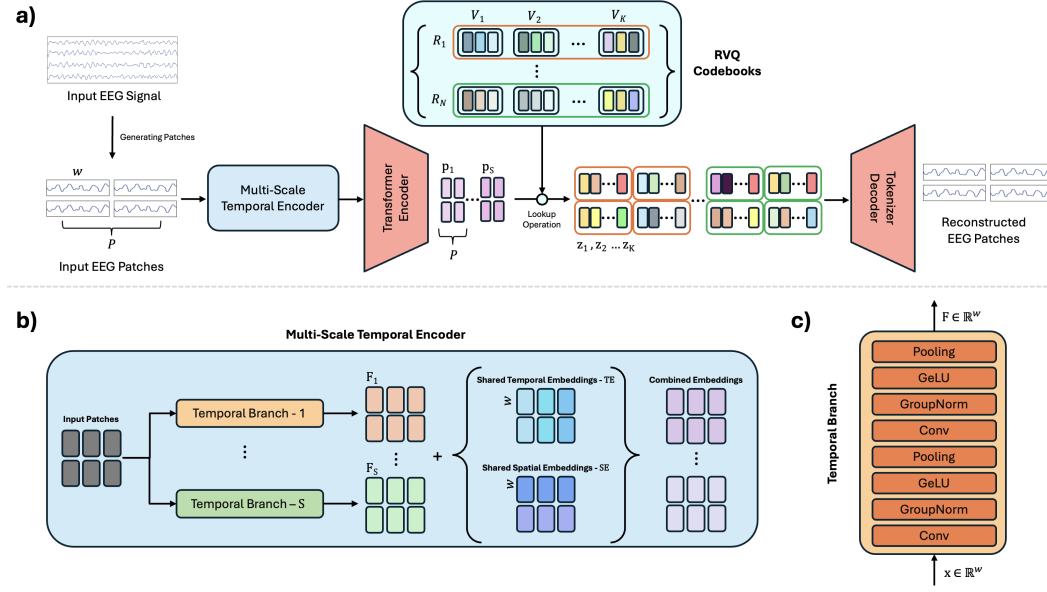 a)
V1 V2 VK
R1 ...
RN ...
RVQ
Codebooks
Input EEG Signal
Generating Patches
w
P
Input EEG Patches
Multi-Scale
Temporal Encoder
Transformer
Encoder
p1 pS
...
P
Lookup
Operation
...
z1 , z2 ... zK
Tokenizer
Decoder
Reconstructed
EEG Patches
b)
Multi-Scale Temporal Encoder
Input Patches
Temporal Branch - 1
Temporal Branch – S
F1
FS
+
Shared Temporal Embeddings - TE
w
Shared Spatial Embeddings - SE
w
Combined Embeddings
c)
F ∈ ℝw
Temporal Branch
Pooling
GeLU
GroupNorm
Conv
Pooling
GeLU
GroupNorm
Conv
x ∈ ℝw